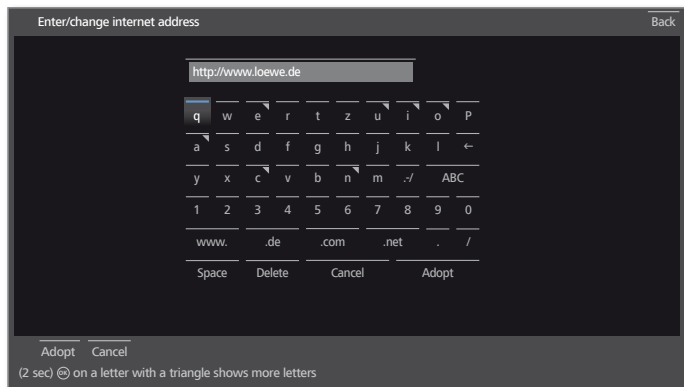 Enter/change internet address Back
http://www.loewe.de
q w e r t z u i o P
a s d f g h j k l ←
y x c v b n m .-/ ABC
1 2 3 4 5 6 7 8 9 0
www. .de .com .net . /
Space Delete Cancel Adopt
Adopt Cancel
(2 sec) OK on a letter with a triangle shows more letters